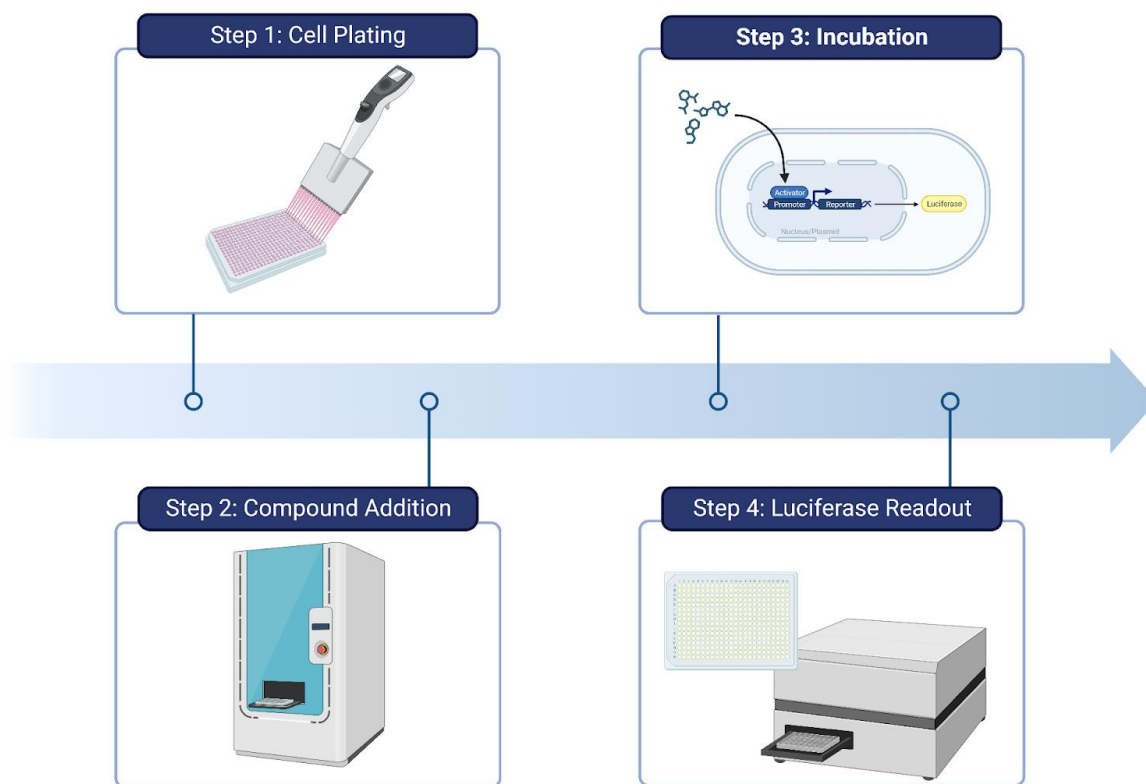 Step 1: Cell Plating
Step 3: Incubation
Activator
Promoter
Reporter
Luciferase
Nucleus/Plasmet
Step 2: Compound Addition
Step 4: Luciferase Readout